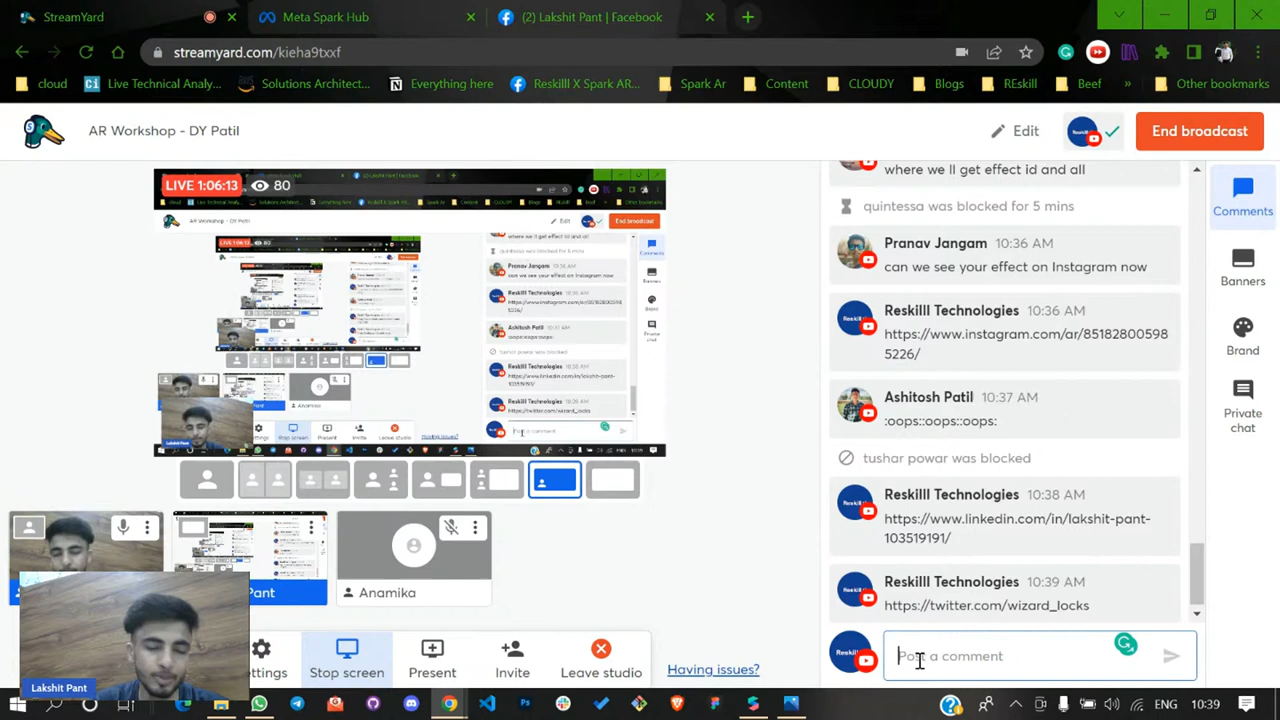 StreamYard
Meta Spark Hub
(2) Lakshit Pant | Facebook
streamyard.com/kieha9txxf
cloud
Live Technical Analy...
Solutions Architect...
Everything here
Reskilll X Spark AR...
Spark Ar
Content
CLOUDY
Blogs
REskill
Beef
»
Other bookmarks
AR Workshop - DY Patil
Edit
End broadcast
LIVE 1:06:13 80
where we ll get effect id and all
quintessa was blocked for 5 mns
Pranav Jangam 10:36 AM
can we see your effect on Instagram now
Reskilll Technologies 10:36 AM
https://www.instagram.com/ar/85182800598
5226/
Ashitosh Patil 10:37 AM
:oops::oops::oops:
tushar powar was blocked
Reskilll Technologies 10:38 AM
https://www.linkedin.com/in/lakshit-pant-
103519191/
Reskilll Technologies 10:39 AM
https://twitter.com/wizard_locks
Post a comment
Comments
Banners
Brand
Private
chat
Pant
Anamika
Lakshit Pant
ettings
Stop screen
Present
Invite
Leave studio
Having issues?
ENG
10:39